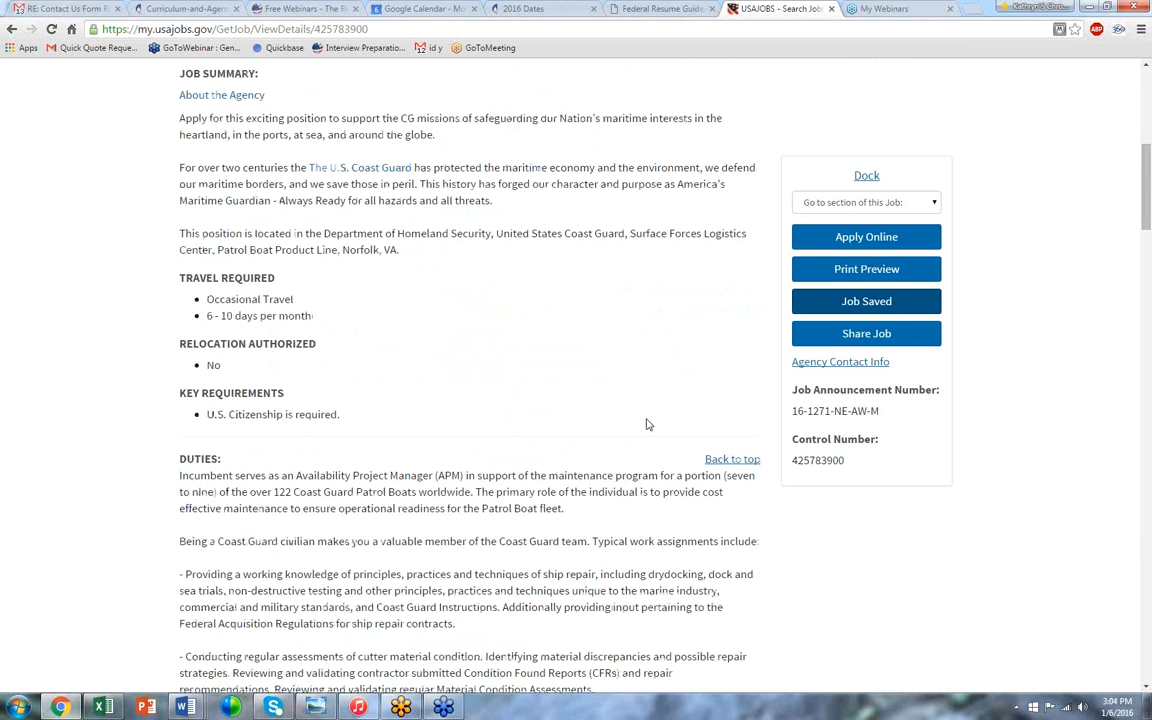 RE: Contact Us Form R
Curriculum-and-Agen
Free Webinars - The R
Google Calendar - Mo
2016 Dates
Federal Resume Guide
USAJOBS - Search Job
My Webinars
https://my.usajobs.gov/GetJob/ViewDetails/425783900
Apps
Quick Quote Reque...
GoToWebinar : Gen...
Quickbase
Interview Preparatio...
id y
GoToMeeting
JOB SUMMARY:
About the Agency
Apply for this exciting position to support the CG missions of safeguarding our Nation's maritime interests in the
heartland, in the ports, at sea, and around the globe.
For over two centuries the The U.S. Coast Guard has protected the maritime economy and the environment, we defend
our maritime borders, and we save those in peril. This history has forged our character and purpose as America's
Maritime Guardian - Always Ready for all hazards and all threats.
This position is located in the Department of Homeland Security, United States Coast Guard, Surface Forces Logistics
Center, Patrol Boat Product Line, Norfolk, VA.
TRAVEL REQUIRED
• Occasional Travel
• 6 - 10 days per month
RELOCATION AUTHORIZED
• No
KEY REQUIREMENTS
• U.S. Citizenship is required.
Dock
Go to section of this Job:
Apply Online
Print Preview
Job Saved
Share Job
Agency Contact Info
Job Announcement Number:
16-1271-NE-AW-M
Control Number:
425783900
DUTIES:
Back to top
Incumbent serves as an Availability Project Manager (APM) in support of the maintenance program for a portion (seven
to nine) of the over 122 Coast Guard Patrol Boats worldwide. The primary role of the individual is to provide cost
effective maintenance to ensure operational readiness for the Patrol Boat fleet.
Being a Coast Guard civilian makes you a valuable member of the Coast Guard team. Typical work assignments include:
- Providing a working knowledge of principles, practices and techniques of ship repair, including drydocking, dock and
sea trials, non-destructive testing and other principles, practices and techniques unique to the marine industry,
commercial and military standards, and Coast Guard Instructions. Additionally providing input pertaining to the
Federal Acquisition Regulations for ship repair contracts.
- Conducting regular assessments of cutter material condition. Identifying material discrepancies and possible repair
strategies. Reviewing and validating contractor submitted Condition Found Reports (CFRs) and repair
recommendations. Reviewing and validating regular Material Condition Assessments.
3:04 PM
1/6/2016